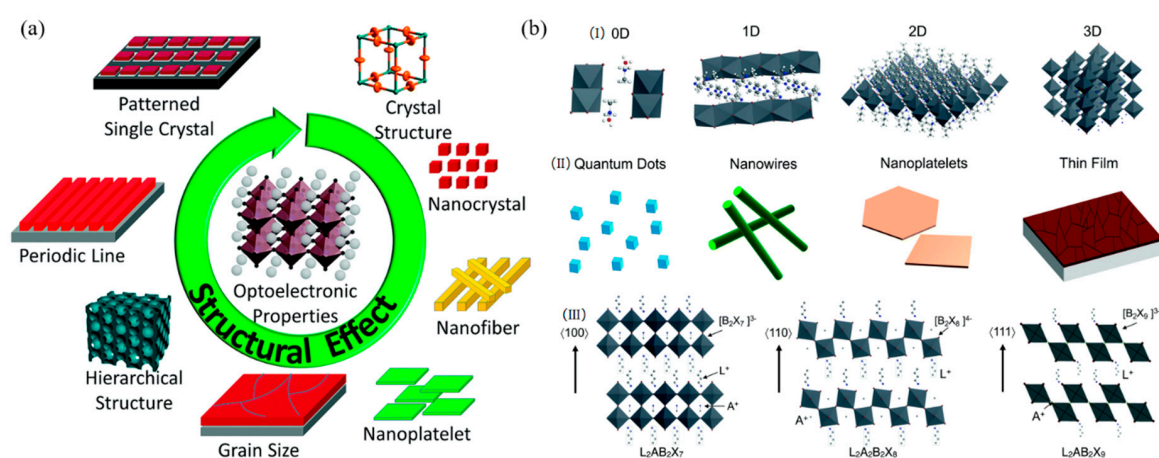 (a)
Patterned
Single Crystal
Crystal
Structure
Nanocrystal
Nanofiber
Nanoplatelet
Grain Size
Hierarchical
Structure
Periodic Line
Optoelectronic
Properties
Structural Effect
(b)
(I) 0D 1D 2D 3D
(II) Quantum Dots Nanowires Nanoplatelets Thin Film
(III)
⟨100⟩
[B₂X₇]³⁻
L⁺
A⁺
L₂AB₂X₇
⟨110⟩
[B₂X₈]⁴⁻
L⁺
A⁺
L₂A₂B₂X₈
⟨111⟩
[B₂X₉]³⁻
L⁺
A⁺
L₂AB₂X₉